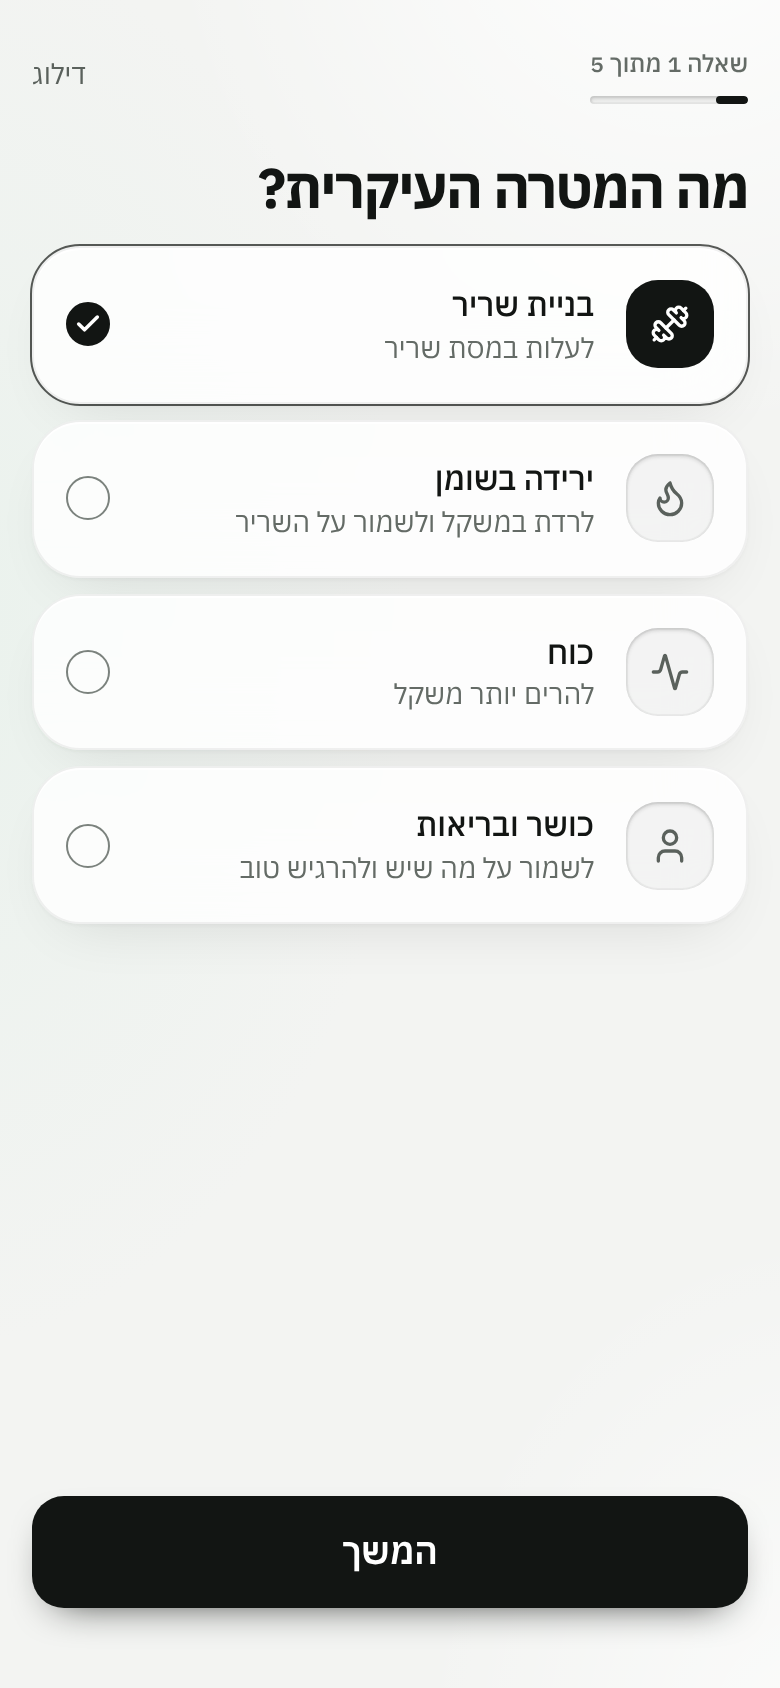 שאלה 1 מתוך 5
דילוג
מה המטרה העיקרית?
בניית שריר
לעלות במסת שריר
ירידה בשומן
לרדת במשקל ולשמור על השריר
כוח
להרים יותר משקל
כושר ובריאות
לשמור על מה שיש ולהרגיש טוב
המשך